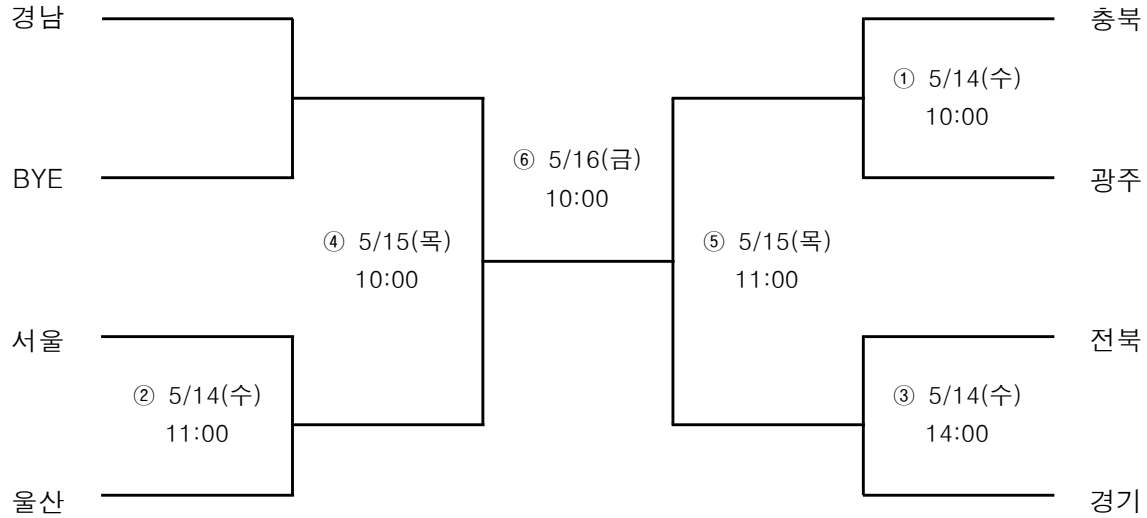 경남
충북
① 5/14(수)
10:00
⑥ 5/16(금)
10:00
BYE
광주
④ 5/15(목)
10:00
⑤ 5/15(목)
11:00
서울
전북
② 5/14(수)
11:00
③ 5/14(수)
14:00
울산
경기